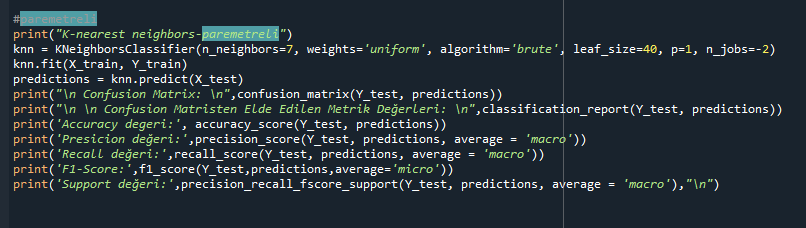 #paremetreli
print("K-nearest neighbors-paremetreli")
knn = KNeighborsClassifier(n_neighbors=7, weights='uniform', algorithm='brute', leaf_size=40, p=1, n_jobs=-2)
knn.fit(X_train, Y_train)
predictions = knn.predict(X_test)
print("\n Confusion Matrix: \n",confusion_matrix(Y_test, predictions))
print("\n \n Confusion Matristen Elde Edilen Metrik Değerleri: \n",classification_report(Y_test, predictions))
print('Accuracy degeri:', accuracy_score(Y_test, predictions))
print('Presicion değeri:',precision_score(Y_test, predictions, average = 'macro'))
print('Recall değeri:',recall_score(Y_test, predictions, average = 'macro'))
print('F1-Score:',f1_score(Y_test,predictions,average='micro'))
print('Support değeri:',precision_recall_fscore_support(Y_test, predictions, average = 'macro'),"\n")